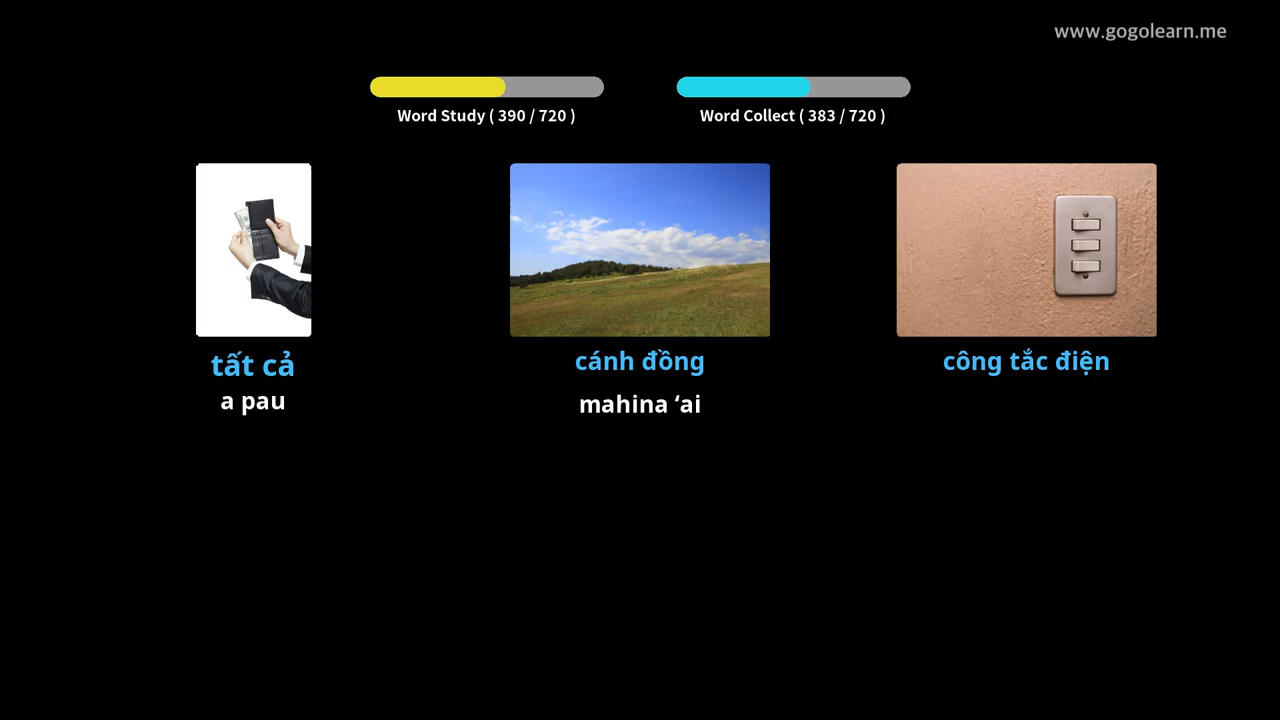 www.gogolearn.me
Word Study ( 390 / 720 )
Word Collect ( 383 / 720 )
tất cả
a pau
cánh đồng
mahina ‘ai
công tắc điện